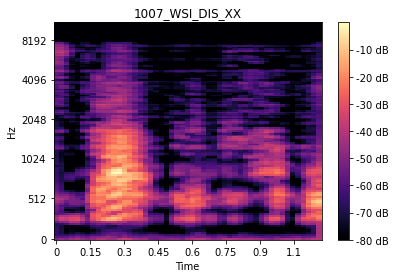 1007_WSI_DIS_XX
8192
4096
2048
1024
512
0
Hz
0
0.15
0.3
0.45
0.6
0.75
0.9
1.1
Time
-10 dB
-20 dB
-30 dB
-40 dB
-50 dB
-60 dB
-70 dB
-80 dB